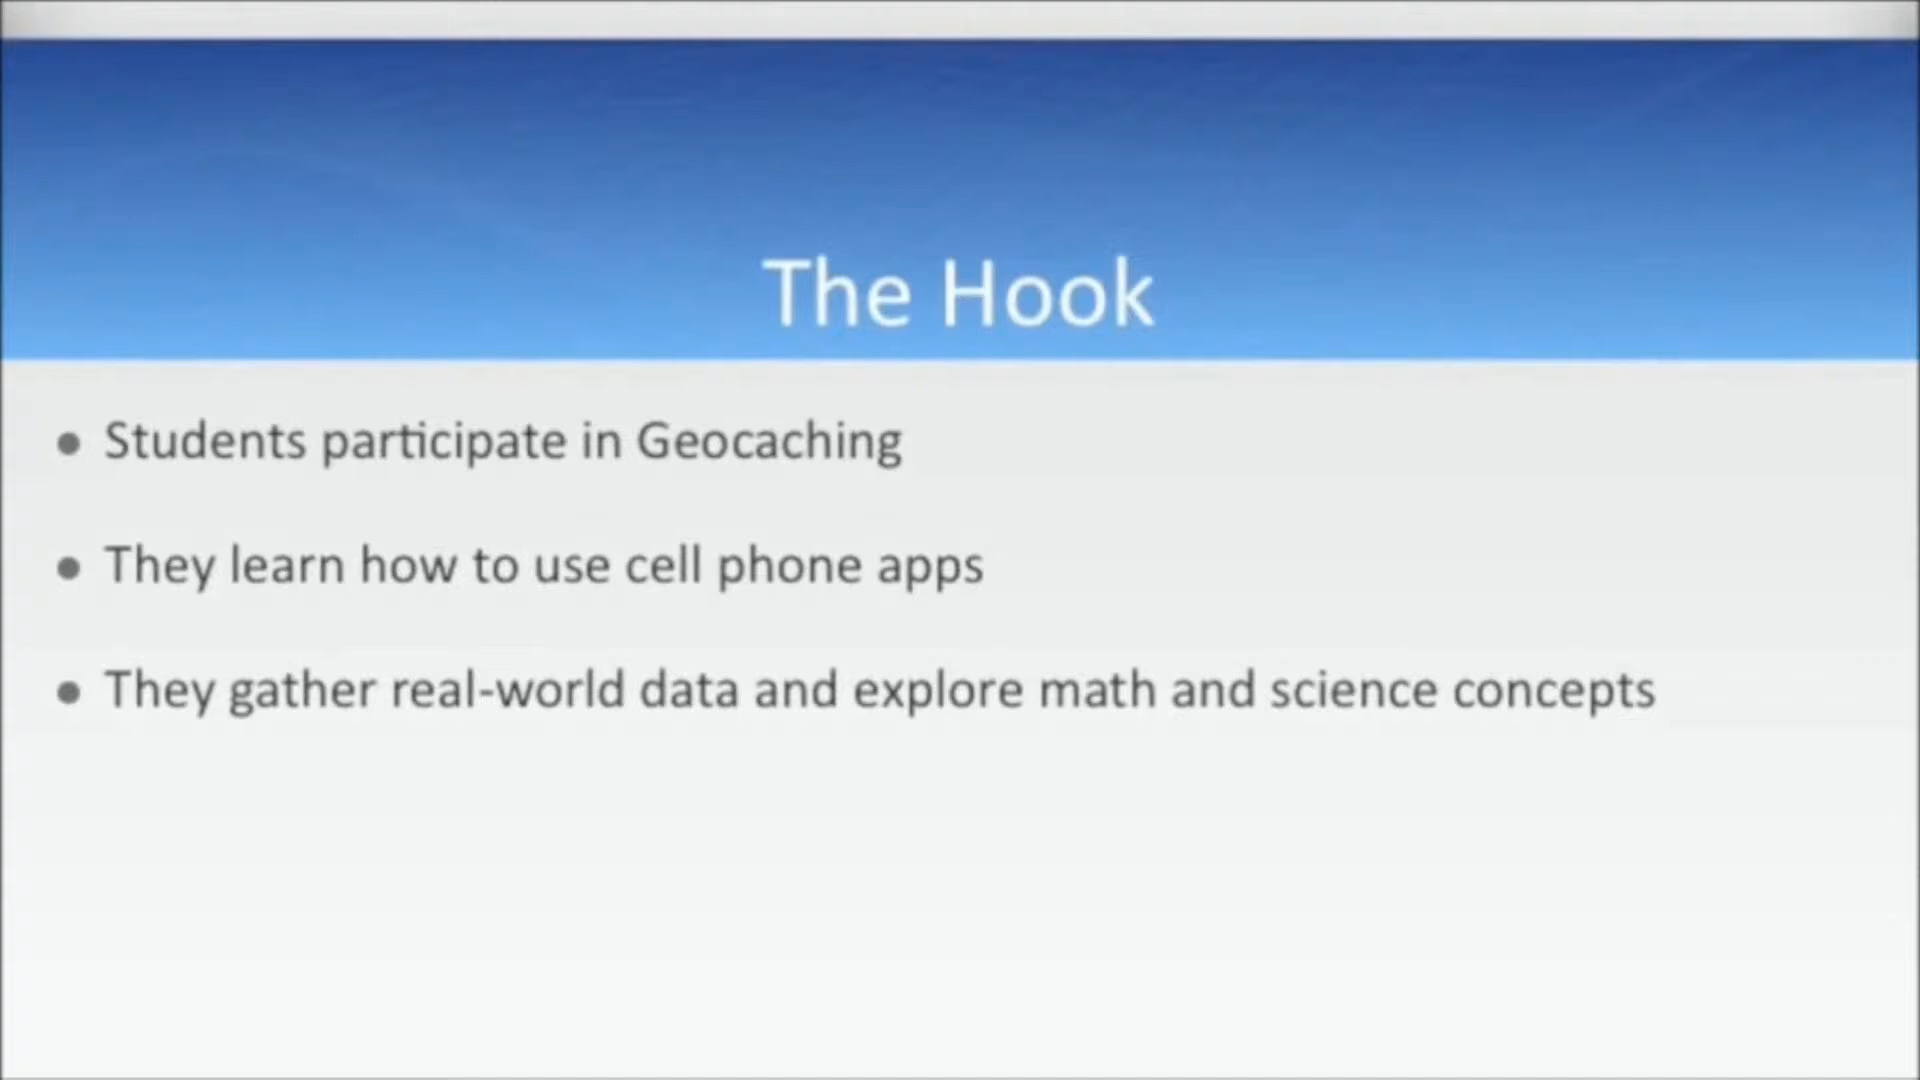 The Hook
• Students participate in Geocaching
• They learn how to use cell phone apps
• They gather real-world data and explore math and science concepts